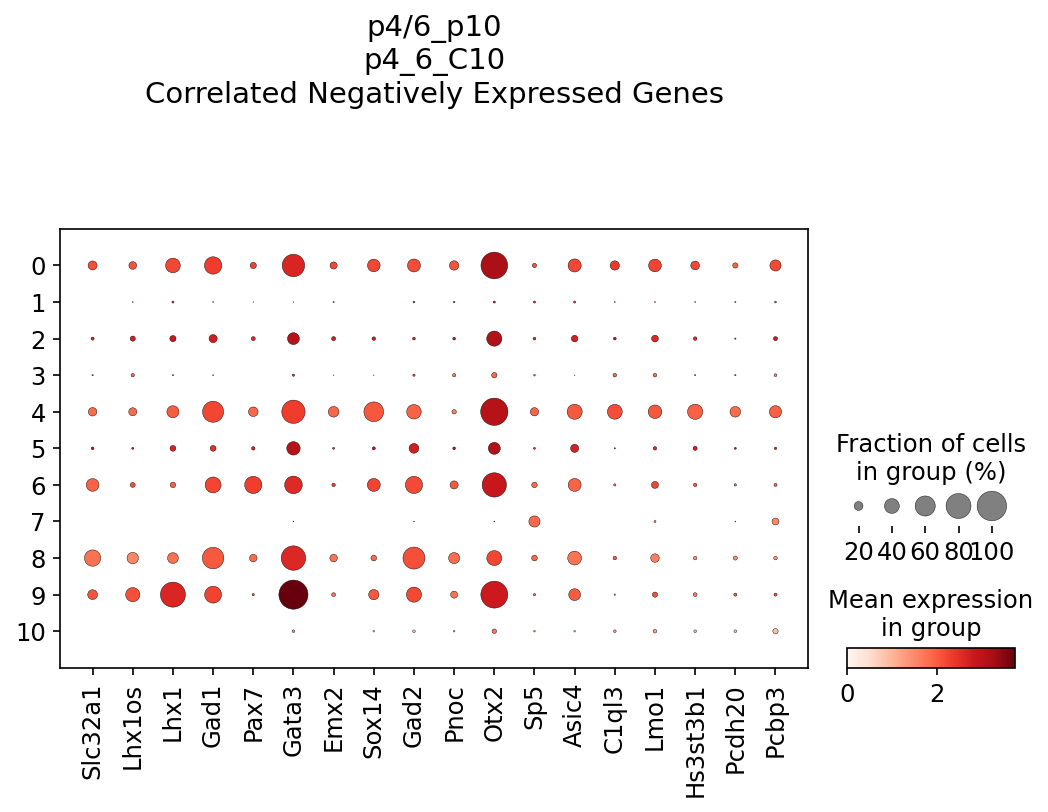 p4/6_p10
p4_6_C10
Correlated Negatively Expressed Genes
0
1
2
3
4
5
6
7
8
9
10
Slc32a1
Lhx1os
Lhx1
Gad1
Pax7
Gata3
Emx2
Sox14
Gad2
Pnoc
Otx2
Sp5
Asic4
C1ql3
Lmo1
Hs3st3b1
Pcdh20
Pcbp3
Fraction of cells
in group (%)
20 40 60 80 100
Mean expression
in group
0 2